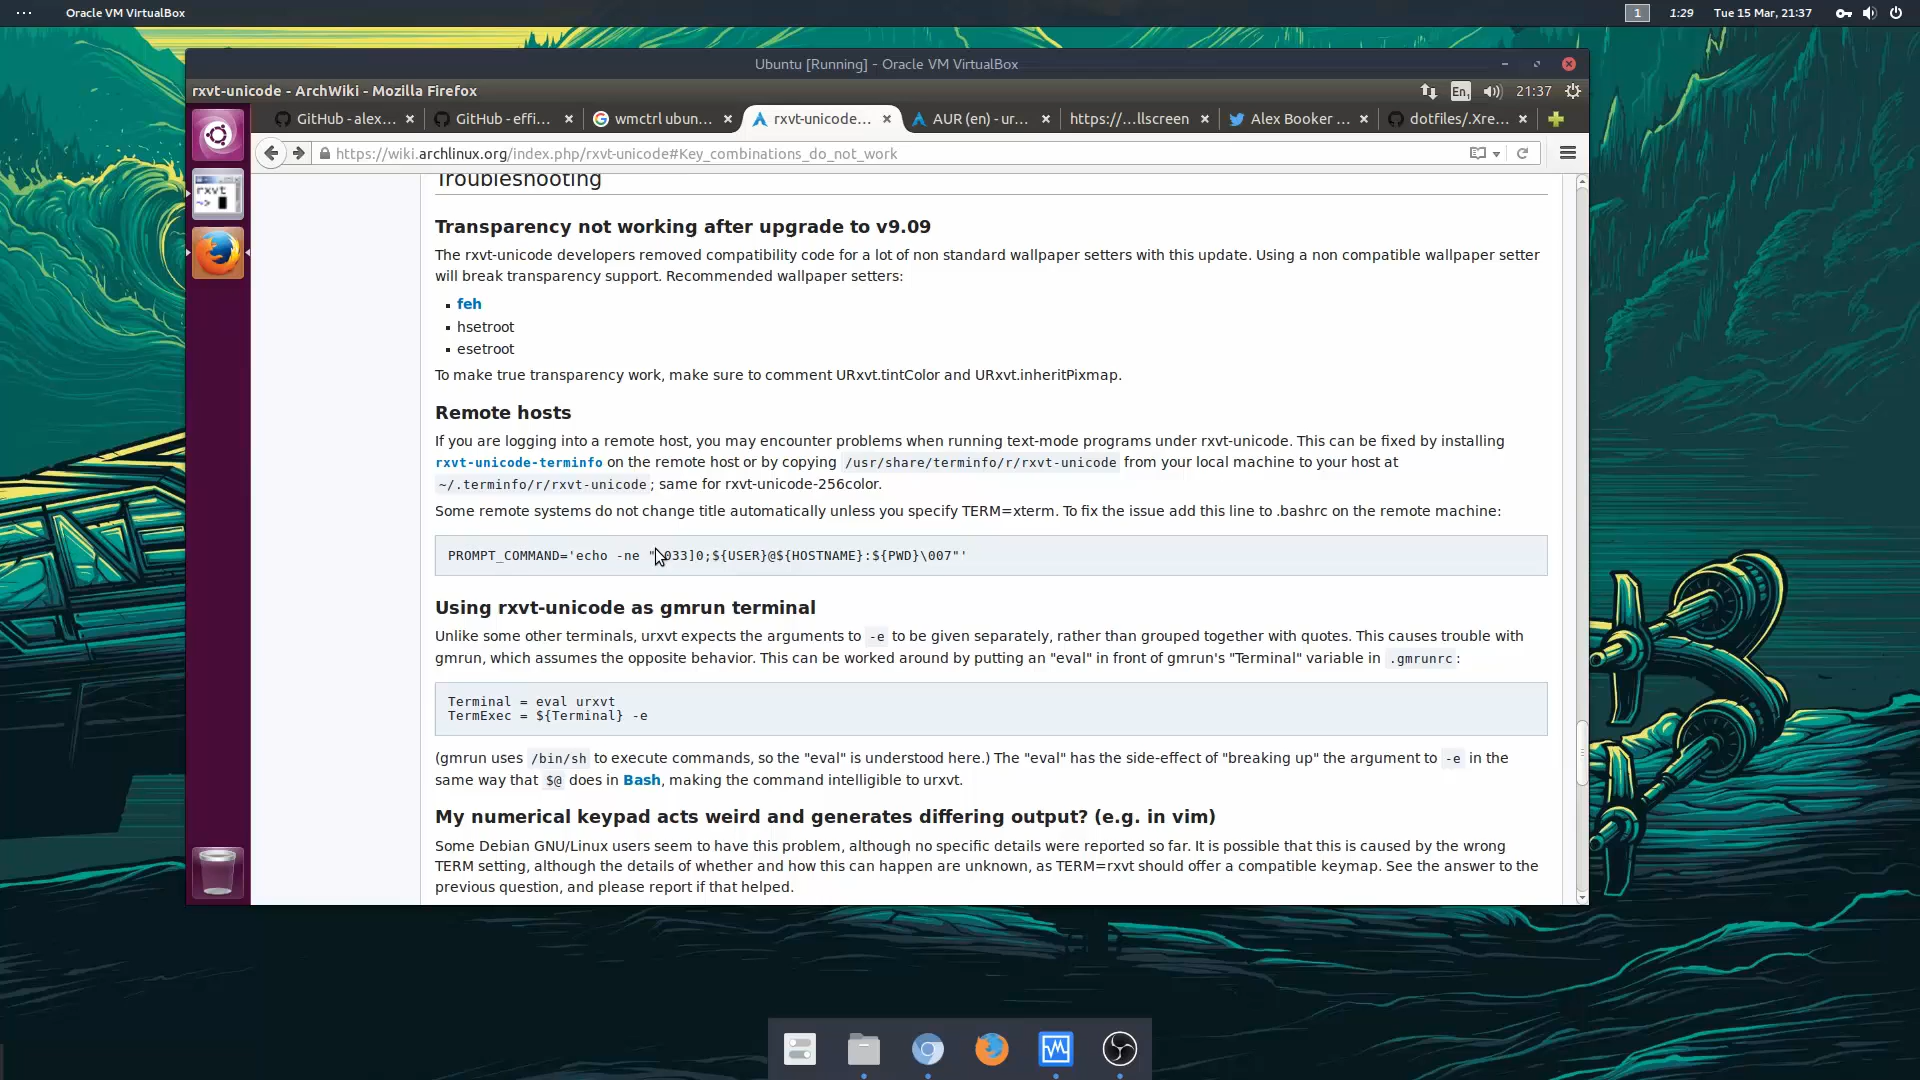 Oracle VM VirtualBox
1
1:29
Tue 15 Mar, 21:37
Ubuntu [Running] - Oracle VM VirtualBox
rxvt-unicode - ArchWiki - Mozilla Firefox
En1
21:37
GitHub - alex...
GitHub - effi...
wmctrl ubun...
rxvt-unicode...
AUR (en) - ur...
https://...llscreen
Alex Booker ...
dotfiles/.Xre...
https://wiki.archlinux.org/index.php/rxvt-unicode#Key_combinations_do_not_work
rxvt
~>
Troubleshooting
Transparency not working after upgrade to v9.09
The rxvt-unicode developers removed compatibility code for a lot of non standard wallpaper setters with this update. Using a non compatible wallpaper setter
will break transparency support. Recommended wallpaper setters:
feh
hsetroot
esetroot
To make true transparency work, make sure to comment URxvt.tintColor and URxvt.inheritPixmap.
Remote hosts
If you are logging into a remote host, you may encounter problems when running text-mode programs under rxvt-unicode. This can be fixed by installing
rxvt-unicode-terminfo on the remote host or by copying /usr/share/terminfo/r/rxvt-unicode from your local machine to your host at
~/.terminfo/r/rxvt-unicode; same for rxvt-unicode-256color.
Some remote systems do not change title automatically unless you specify TERM=xterm. To fix the issue add this line to .bashrc on the remote machine:
PROMPT_COMMAND='echo -ne "\033]0;${USER}@${HOSTNAME}:${PWD}\007"'
Using rxvt-unicode as gmrun terminal
Unlike some other terminals, urxvt expects the arguments to -e to be given separately, rather than grouped together with quotes. This causes trouble with
gmrun, which assumes the opposite behavior. This can be worked around by putting an "eval" in front of gmrun's "Terminal" variable in .gmrunrc:
Terminal = eval urxvt
TermExec = ${Terminal} -e
(gmrun uses /bin/sh to execute commands, so the "eval" is understood here.) The "eval" has the side-effect of "breaking up" the argument to -e in the
same way that $@ does in Bash, making the command intelligible to urxvt.
My numerical keypad acts weird and generates differing output? (e.g. in vim)
Some Debian GNU/Linux users seem to have this problem, although no specific details were reported so far. It is possible that this is caused by the wrong
TERM setting, although the details of whether and how this can happen are unknown, as TERM=rxvt should offer a compatible keymap. See the answer to the
previous question, and please report if that helped.